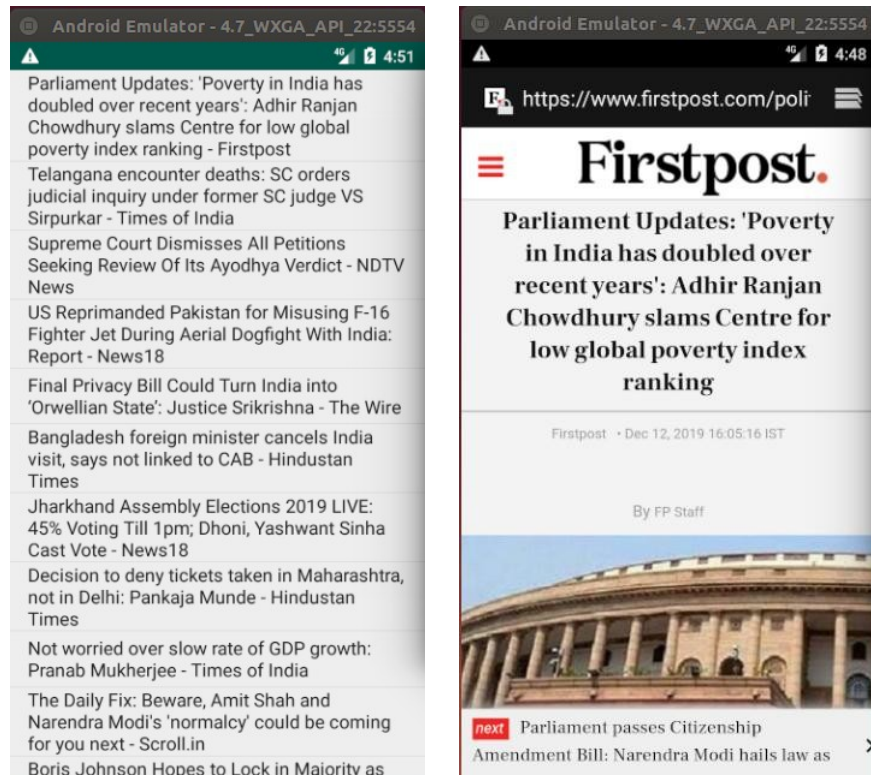 Android Emulator - 4.7_WXGA_API_22:5554
4G 4:51
Parliament Updates: 'Poverty in India has
doubled over recent years': Adhir Ranjan
Chowdhury slams Centre for low global
poverty index ranking - Firstpost
Telangana encounter deaths: SC orders
judicial inquiry under former SC judge VS
Sirpurkar - Times of India
Supreme Court Dismisses All Petitions
Seeking Review Of Its Ayodhya Verdict - NDTV
News
US Reprimanded Pakistan for Misusing F-16
Fighter Jet During Aerial Dogfight With India:
Report - News18
Final Privacy Bill Could Turn India into
‘Orwellian State’: Justice Srikrishna - The Wire
Bangladesh foreign minister cancels India
visit, says not linked to CAB - Hindustan
Times
Jharkhand Assembly Elections 2019 LIVE:
45% Voting Till 1pm; Dhoni, Yashwant Sinha
Cast Vote - News18
Decision to deny tickets taken in Maharashtra,
not in Delhi: Pankaja Munde - Hindustan
Times
Not worried over slow rate of GDP growth:
Pranab Mukherjee - Times of India
The Daily Fix: Beware, Amit Shah and
Narendra Modi's 'normalcy' could be coming
for you next - Scroll.in
Boris Johnson Hopes to Lock in Majority as
Android Emulator - 4.7_WXGA_API_22:5554
4G 4:48
F. https://www.firstpost.com/poli
Firstpost.
Parliament Updates: 'Poverty
in India has doubled over
recent years': Adhir Ranjan
Chowdhury slams Centre for
low global poverty index
ranking
Firstpost • Dec 12, 2019 16:05:16 IST
By FP Staff
next Parliament passes Citizenship
Amendment Bill: Narendra Modi hails law as